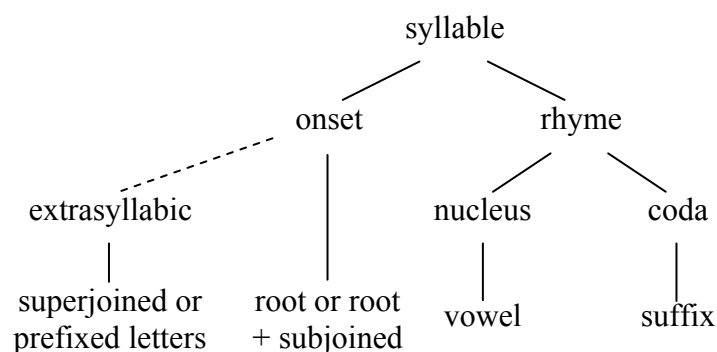 syllable
onset rhyme
extrasyllabic nucleus coda
superjoined or root or root vowel suffix
prefixed letters + subjoined